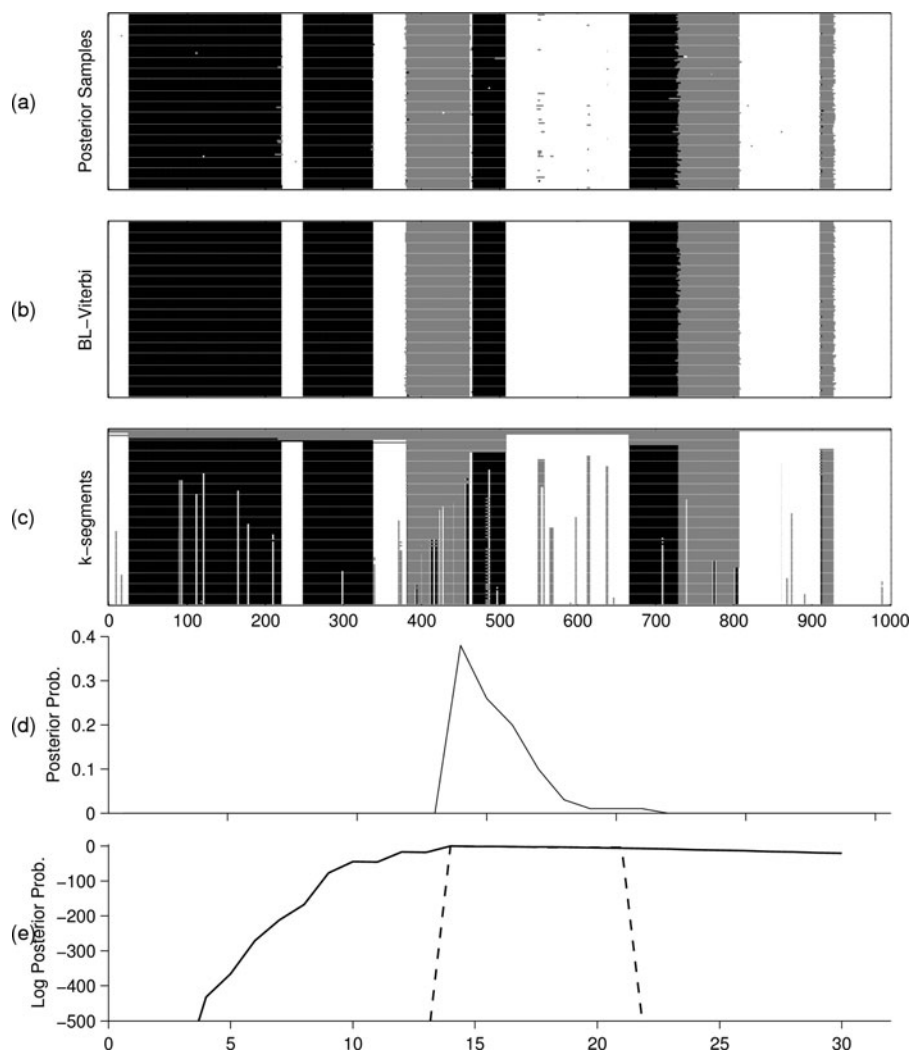 (a)
Posterior Samples
(b)
BL-Viterbi
(c)
k-segments
0 100 200 300 400 500 600 700 800 900 1000
(d)
Posterior Prob.
0.4
0.3
0.2
0.1
0
(e)
Log Posterior Prob.
0
-100
-200
-300
-400
-500
0 5 10 15 20 25 30